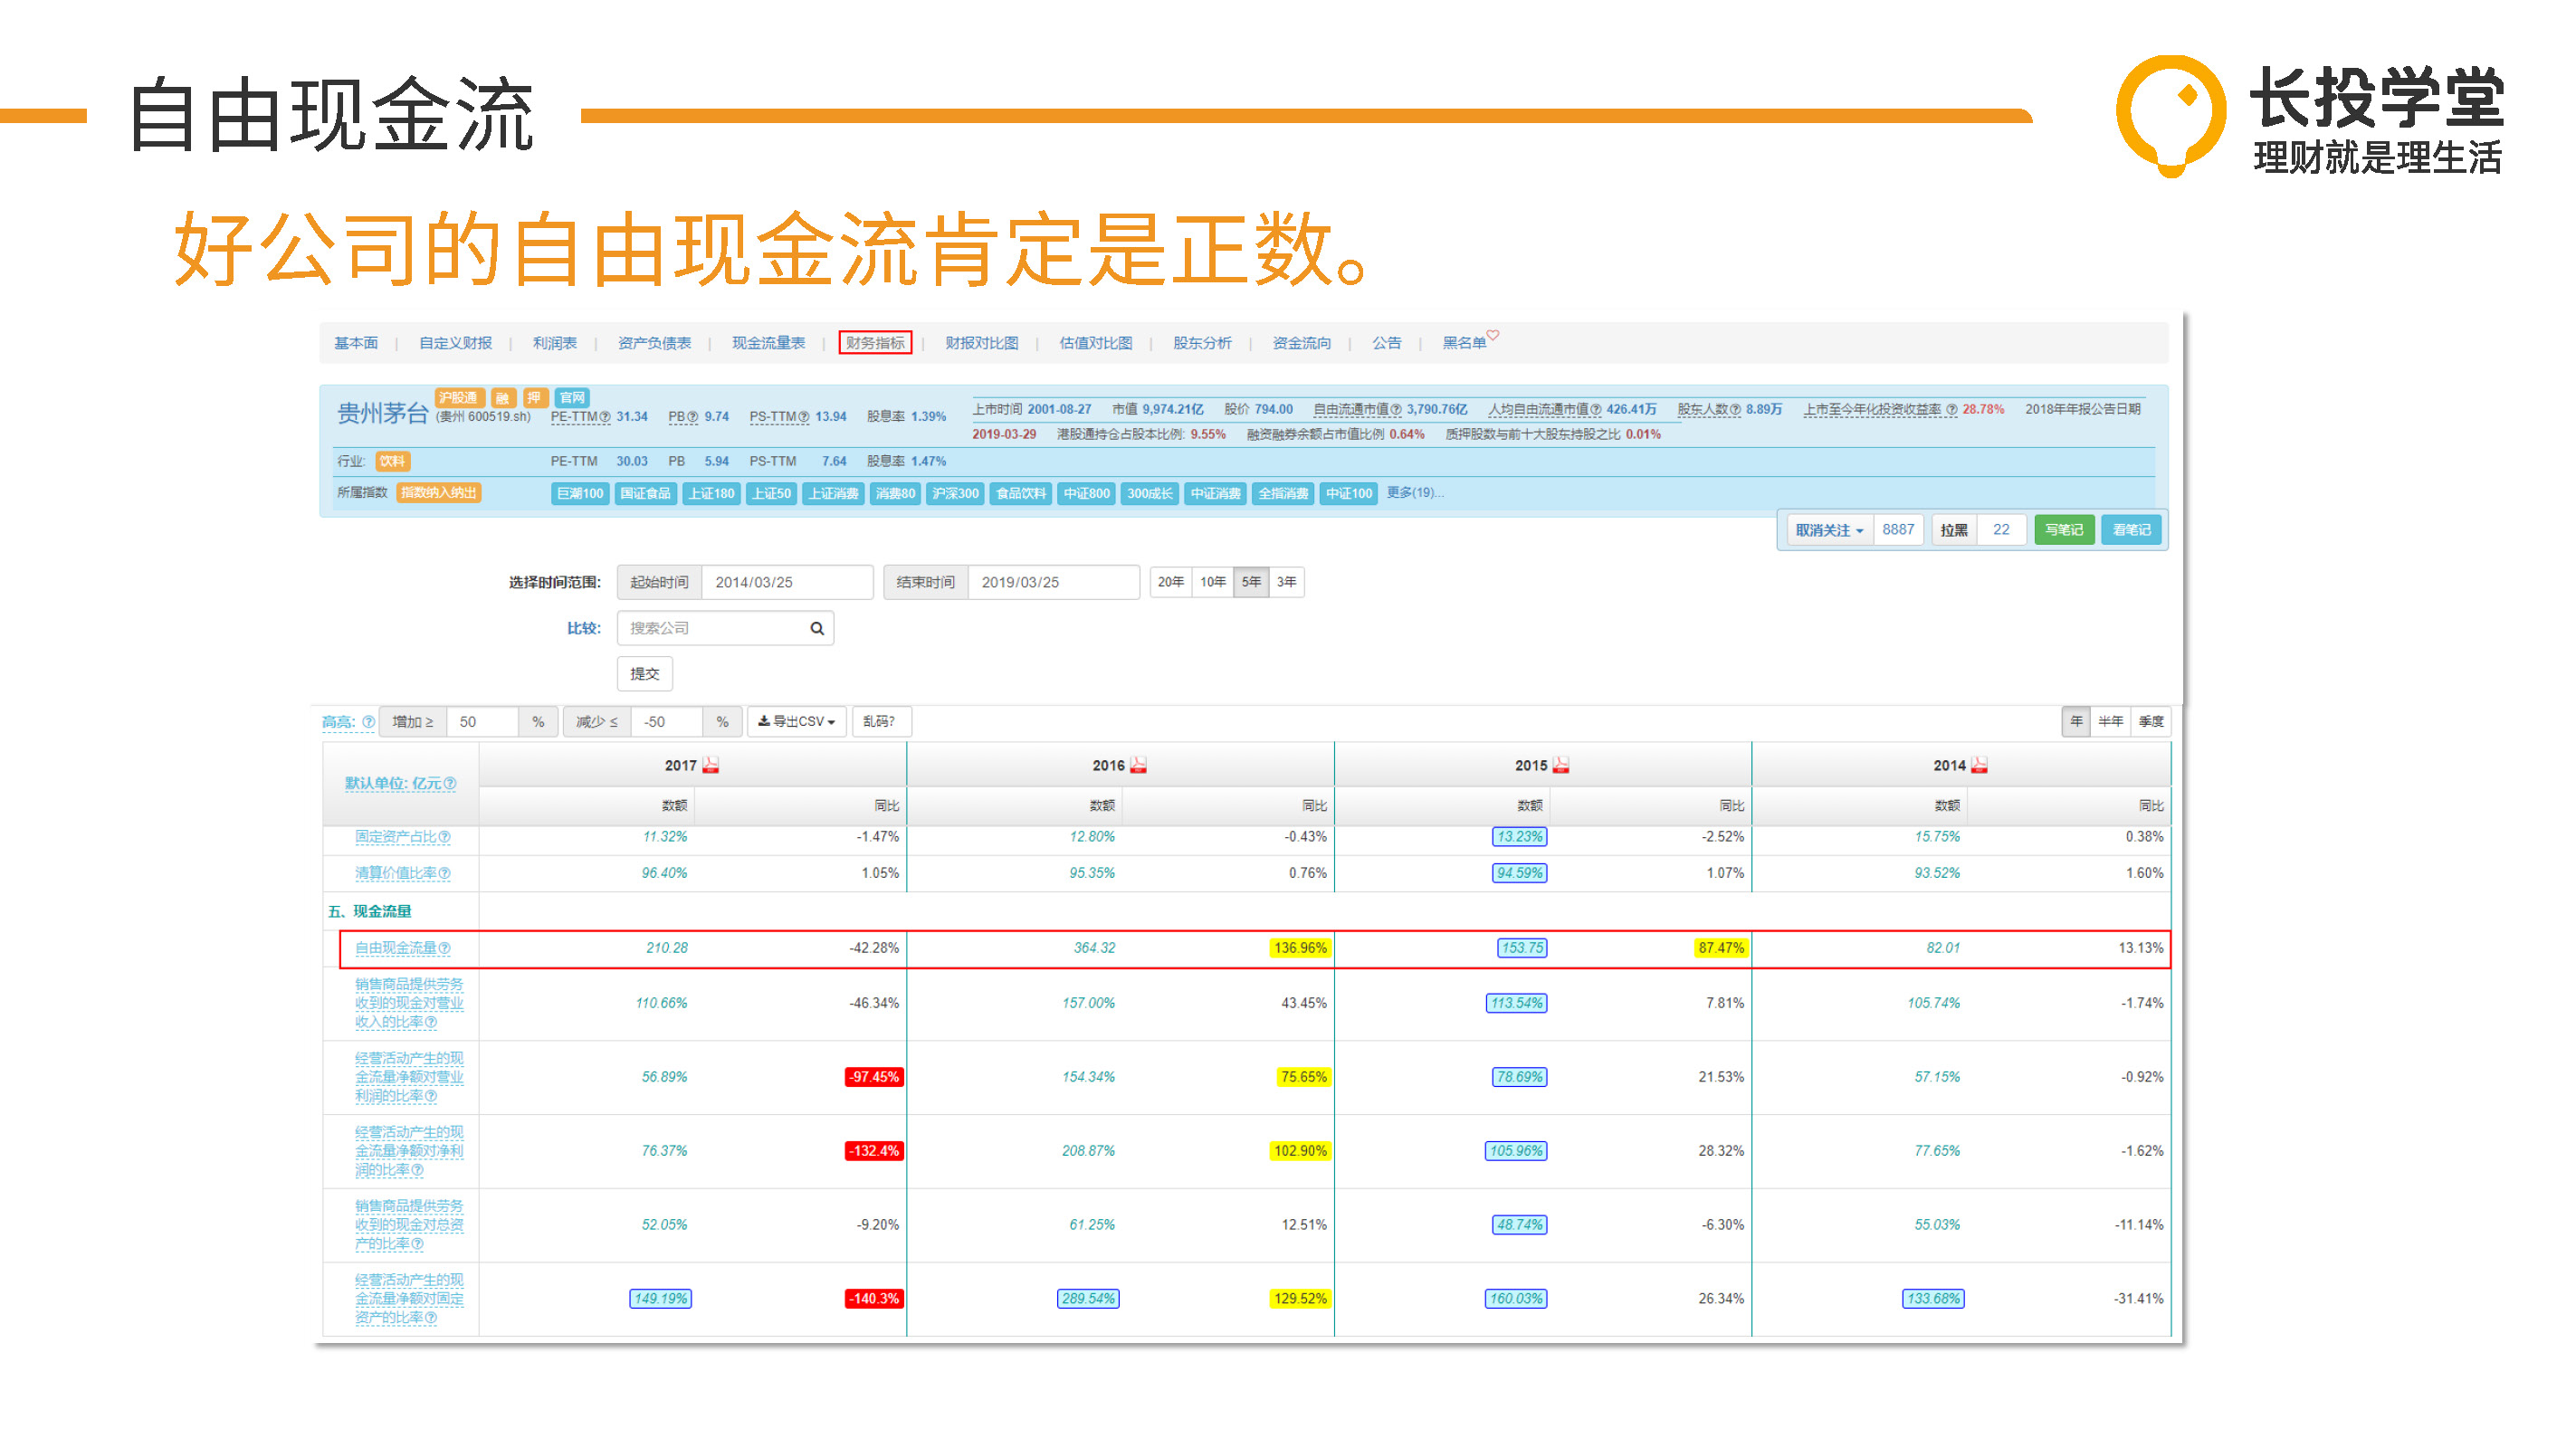 自由现金流
长投学堂
理财就是理生活
好公司的自由现金流肯定是正数。
基本面 | 自定义财报 | 利润表 | 资产负债表 | 现金流量表 | 财务指标 | 财报对比图 | 估值对比图 | 股东分析 | 资金流向 | 公告 | 黑名单
沪股通 融 押 官网
贵州茅台 (贵州 600519.sh) PE-TTM 31.34 PB 9.74 PS-TTM 13.94 股息率 1.39% 上市时间 2001-08-27 市值 9,974.21亿 股价 794.00 自由流通市值 3,790.76亿 人均自由流通市值 426.41万 股东人数 8.89万 上市至今年化投资收益率 28.78% 2018年年报公告日期
2019-03-29 港股通持仓占股本比例: 9.55% 融资融券余额占市值比例 0.64% 质押股数与前十大股东持股之比 0.01%
行业: 饮料 PE-TTM 30.03 PB 5.94 PS-TTM 7.64 股息率 1.47%
所属指数 指数纳入纳出 巨潮100 国证食品 上证180 上证50 上证消费 消费80 沪深300 食品饮料 中证800 300成长 中证消费 全指消费 中证100 更多(19)...
取消关注 8887 拉黑 22 写笔记 看笔记
选择时间范围: 起始时间 2014/03/25 结束时间 2019/03/25 20年 10年 5年 3年
比较: 搜索公司
提交
高亮: 增加 ≥ 50 % 减少 ≤ -50 % 导出CSV 乱码? 年 半年 季度
默认单位: 亿元 2017 2016 2015 2014
数额 同比 数额 同比 数额 同比 数额 同比
固定资产占比 11.32% -1.47% 12.80% -0.43% 13.23% -2.52% 15.75% 0.38%
清算价值比率 96.40% 1.05% 95.35% 0.76% 94.59% 1.07% 93.52% 1.60%
五、现金流量
自由现金流量 210.28 -42.28% 364.32 136.96% 153.75 87.47% 82.01 13.13%
销售商品提供劳务
收到的现金对营业
收入的比率 110.66% -46.34% 157.00% 43.45% 113.54% 7.81% 105.74% -1.74%
经营活动产生的现
金流量净额对营业
利润的比率 56.89% -97.45% 154.34% 75.65% 78.69% 21.53% 57.15% -0.92%
经营活动产生的现
金流量净额对净利
润的比率 76.37% -132.4% 208.87% 102.90% 105.96% 28.32% 77.65% -1.62%
销售商品提供劳务
收到的现金对总资
产的比率 52.05% -9.20% 61.25% 12.51% 48.74% -6.30% 55.03% -11.14%
经营活动产生的现
金流量净额对固定
资产的比率 149.19% -140.3% 289.54% 129.52% 160.03% 26.34% 133.68% -31.41%